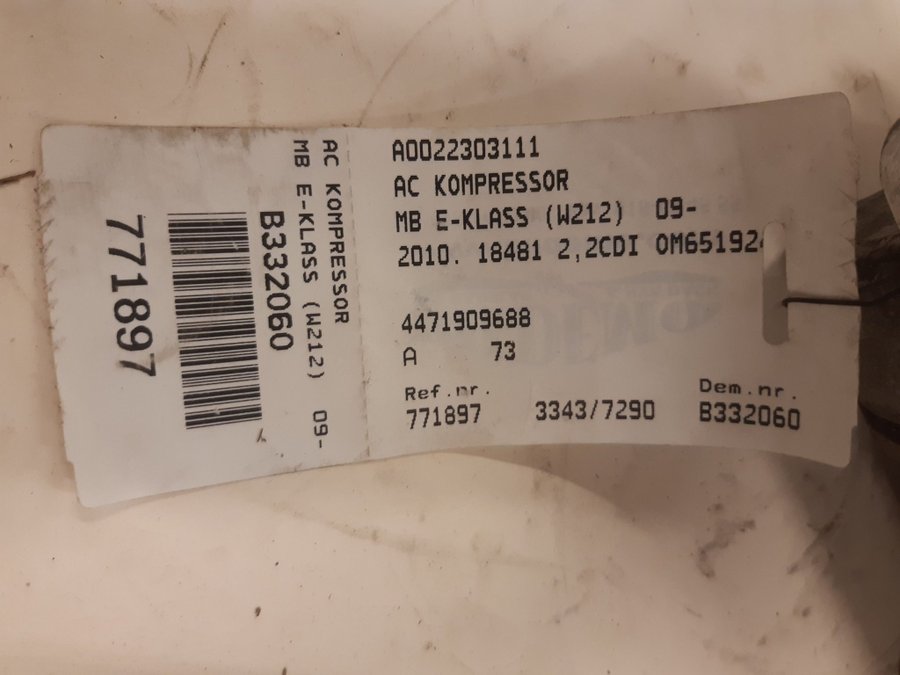 A0022303111
AC KOMPRESSOR
MB E-KLASS (W212) 09-
2010. 18481 2,2CDI OM651924
4471909688
A 73
Ref.nr. Dem.nr.
771897 3343/7290 B332060
AC KOMPRESSOR
MB E-KLASS (W212) 09-
B332060
771897